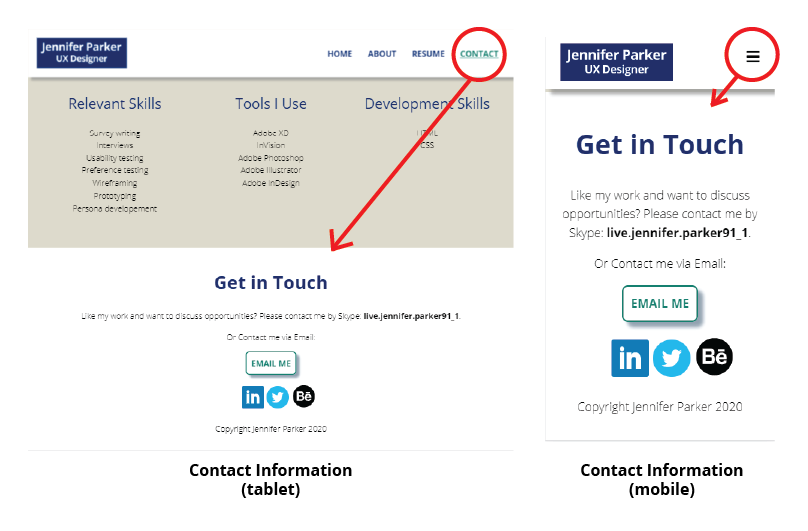 Jennifer Parker
UX Designer
HOME ABOUT RESUME CONTACT
Relevant Skills
Survey writing
Interviews
Usability testing
Preference testing
Wireframing
Prototyping
Persona developement
Tools I Use
Adobe XD
InVision
Adobe Photoshop
Adobe Illustrator
Adobe InDesign
Development Skills
HTML
CSS
Get in Touch
Like my work and want to discuss opportunities? Please contact me by Skype: live.jennifer.parker91_1.
Or Contact me via Email:
EMAIL ME
in
Bē
Copyright Jennifer Parker 2020
Contact Information
(tablet)
Jennifer Parker
UX Designer
Get in Touch
Like my work and want to discuss
opportunities? Please contact me by
Skype: live.jennifer.parker91_1.
Or Contact me via Email:
EMAIL ME
in
Bē
Copyright Jennifer Parker 2020
Contact Information
(mobile)